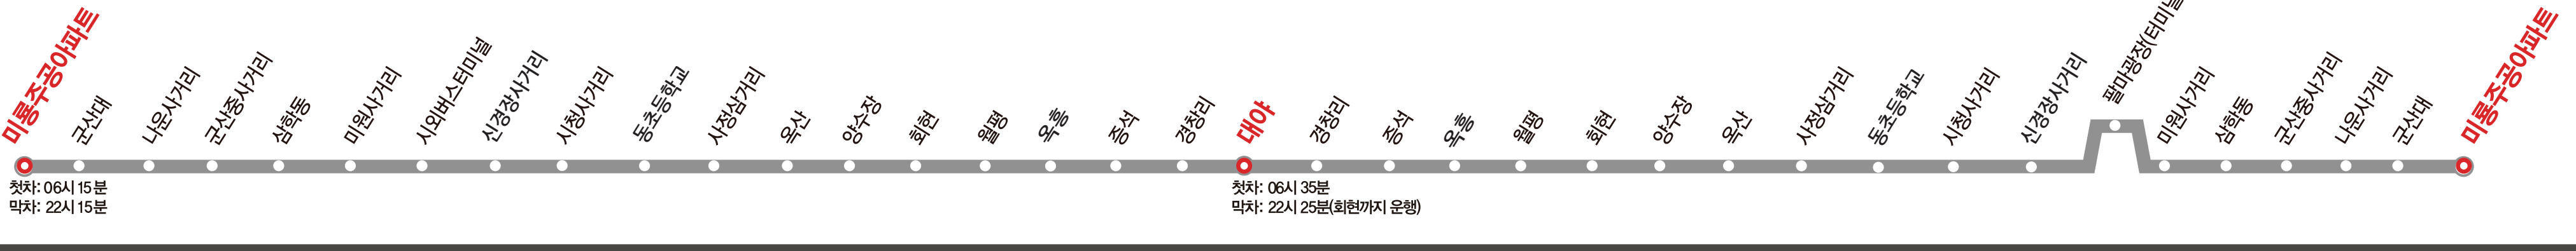 미룡주공아파트
군산대
나운사거리
군산중사거리
삼학동
미원사거리
시외버스터미널
신경장사거리
시청사거리
동초등학교
사정삼거리
옥산
양수장
회현
월평
옥흥
증석
경창리
대야
경창리
증석
옥흥
월평
회현
양수장
옥산
사정삼거리
동초등학교
시청사거리
신경장사거리
팔마광장(터미널
미원사거리
삼학동
군산중사거리
나운사거리
군산대
미룡주공아파트
첫차: 06시 15분
막차: 22시 15분
첫차: 06시 35분
막차: 22시 25분(회현까지 운행)